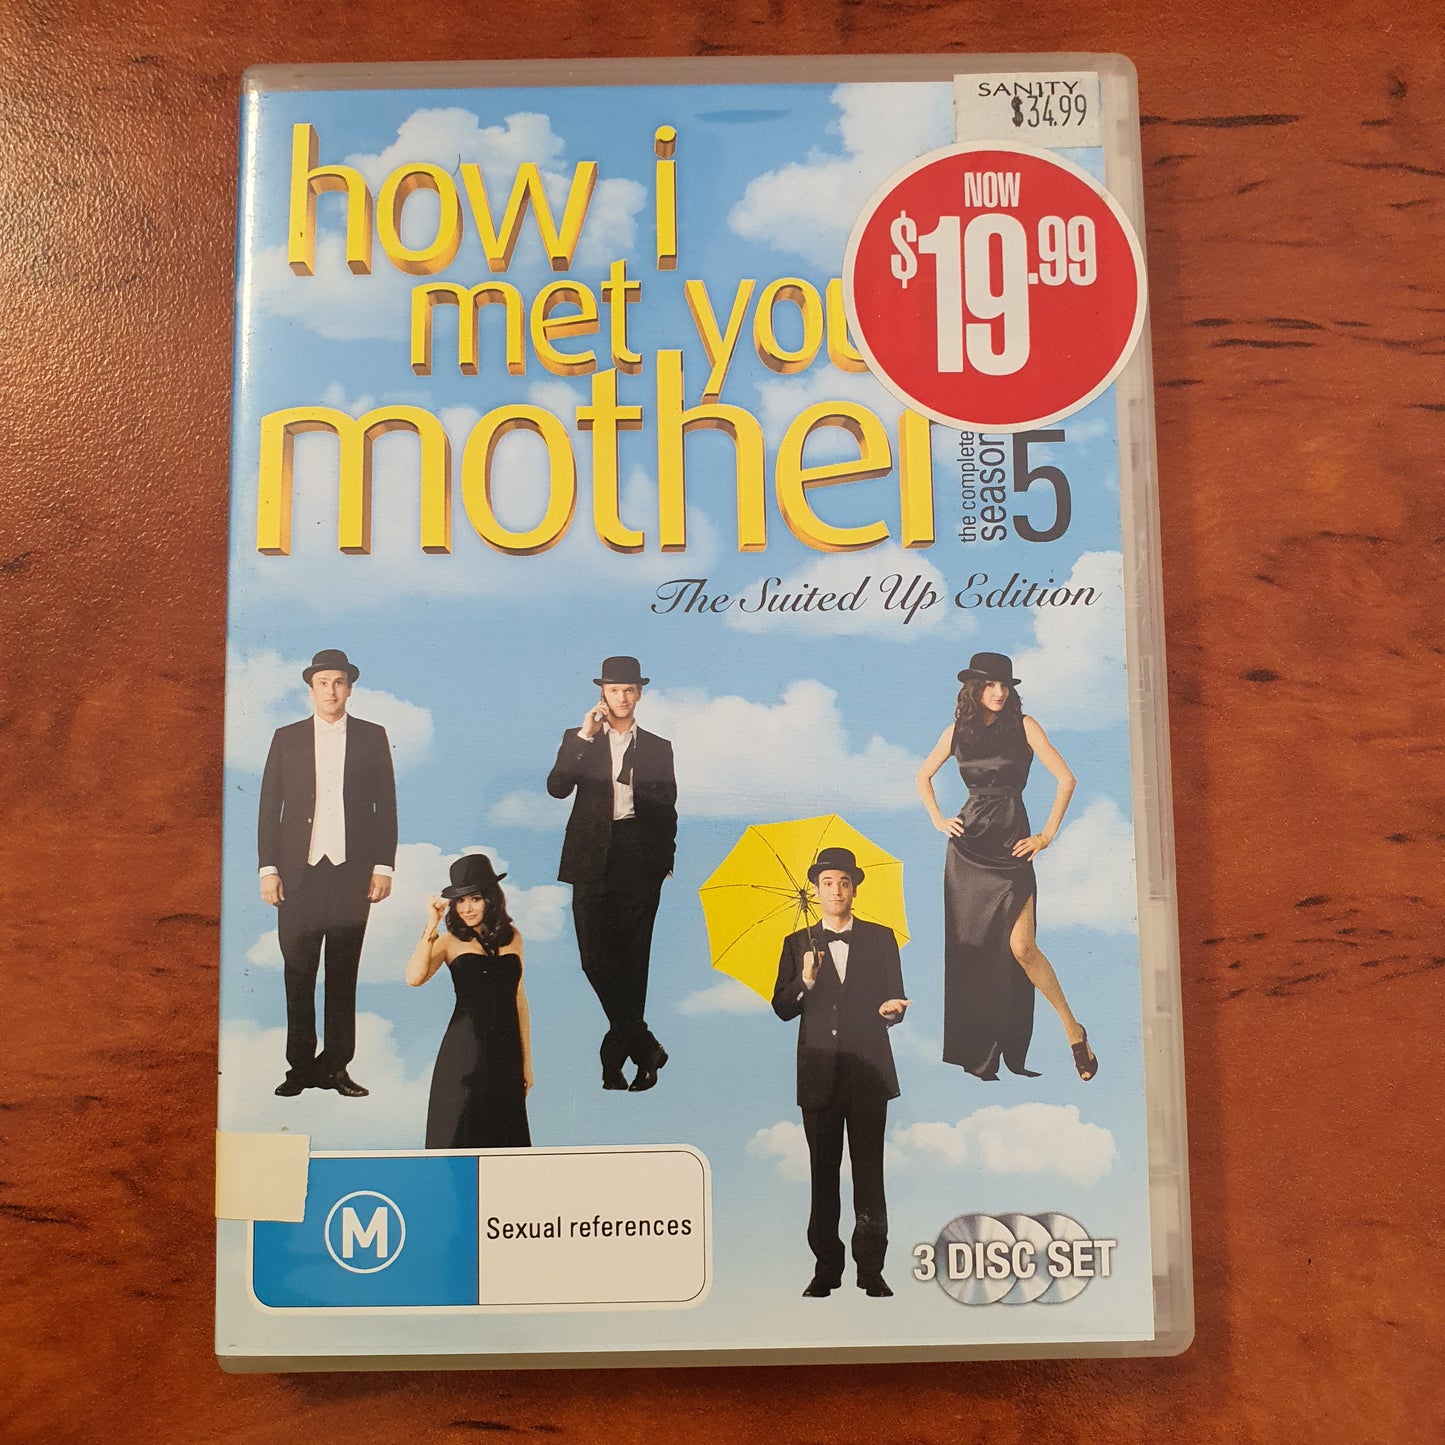 SANITY
$34.99
NOW
$19.99
how i
met you
mother
the complete
season
5
The Suited Up Edition
M
Sexual references
3 DISC SET